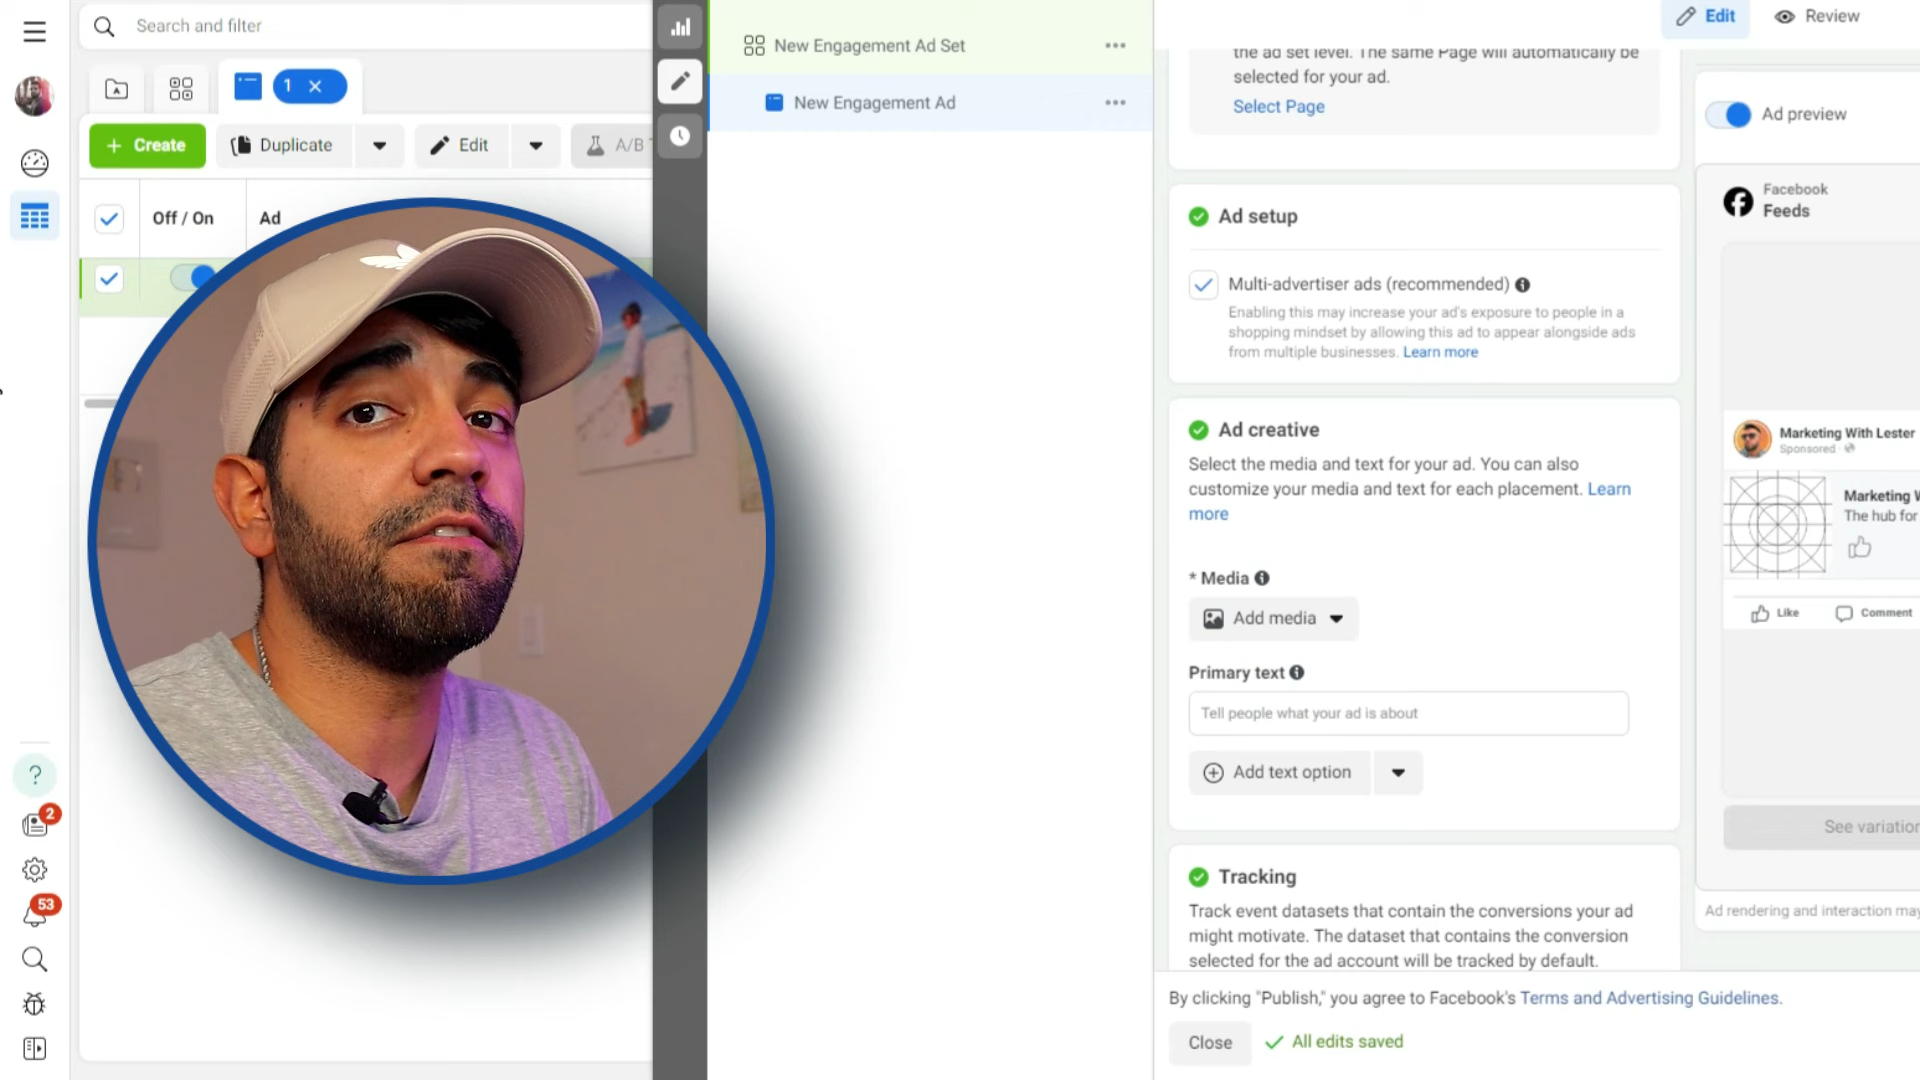 Search and filter
1
Create
Duplicate
Edit
A/B
Off / On
Ad
2
53
New Engagement Ad Set
New Engagement Ad
Edit
Review
the ad set level. The same Page will automatically be
selected for your ad.
Select Page
Ad setup
Multi-advertiser ads (recommended)
Enabling this may increase your ad's exposure to people in a
shopping mindset by allowing this ad to appear alongside ads
from multiple businesses. Learn more
Ad creative
Select the media and text for your ad. You can also
customize your media and text for each placement. Learn
more
* Media
Add media
Primary text
Tell people what your ad is about
Add text option
Tracking
Track event datasets that contain the conversions your ad
might motivate. The dataset that contains the conversion
selected for the ad account will be tracked by default.
By clicking "Publish," you agree to Facebook's Terms and Advertising Guidelines.
Close
All edits saved
Ad preview
Facebook
Feeds
Marketing With Lester
Sponsored
Marketing W
The hub for
Like
Comment
See variation
Ad rendering and interaction may